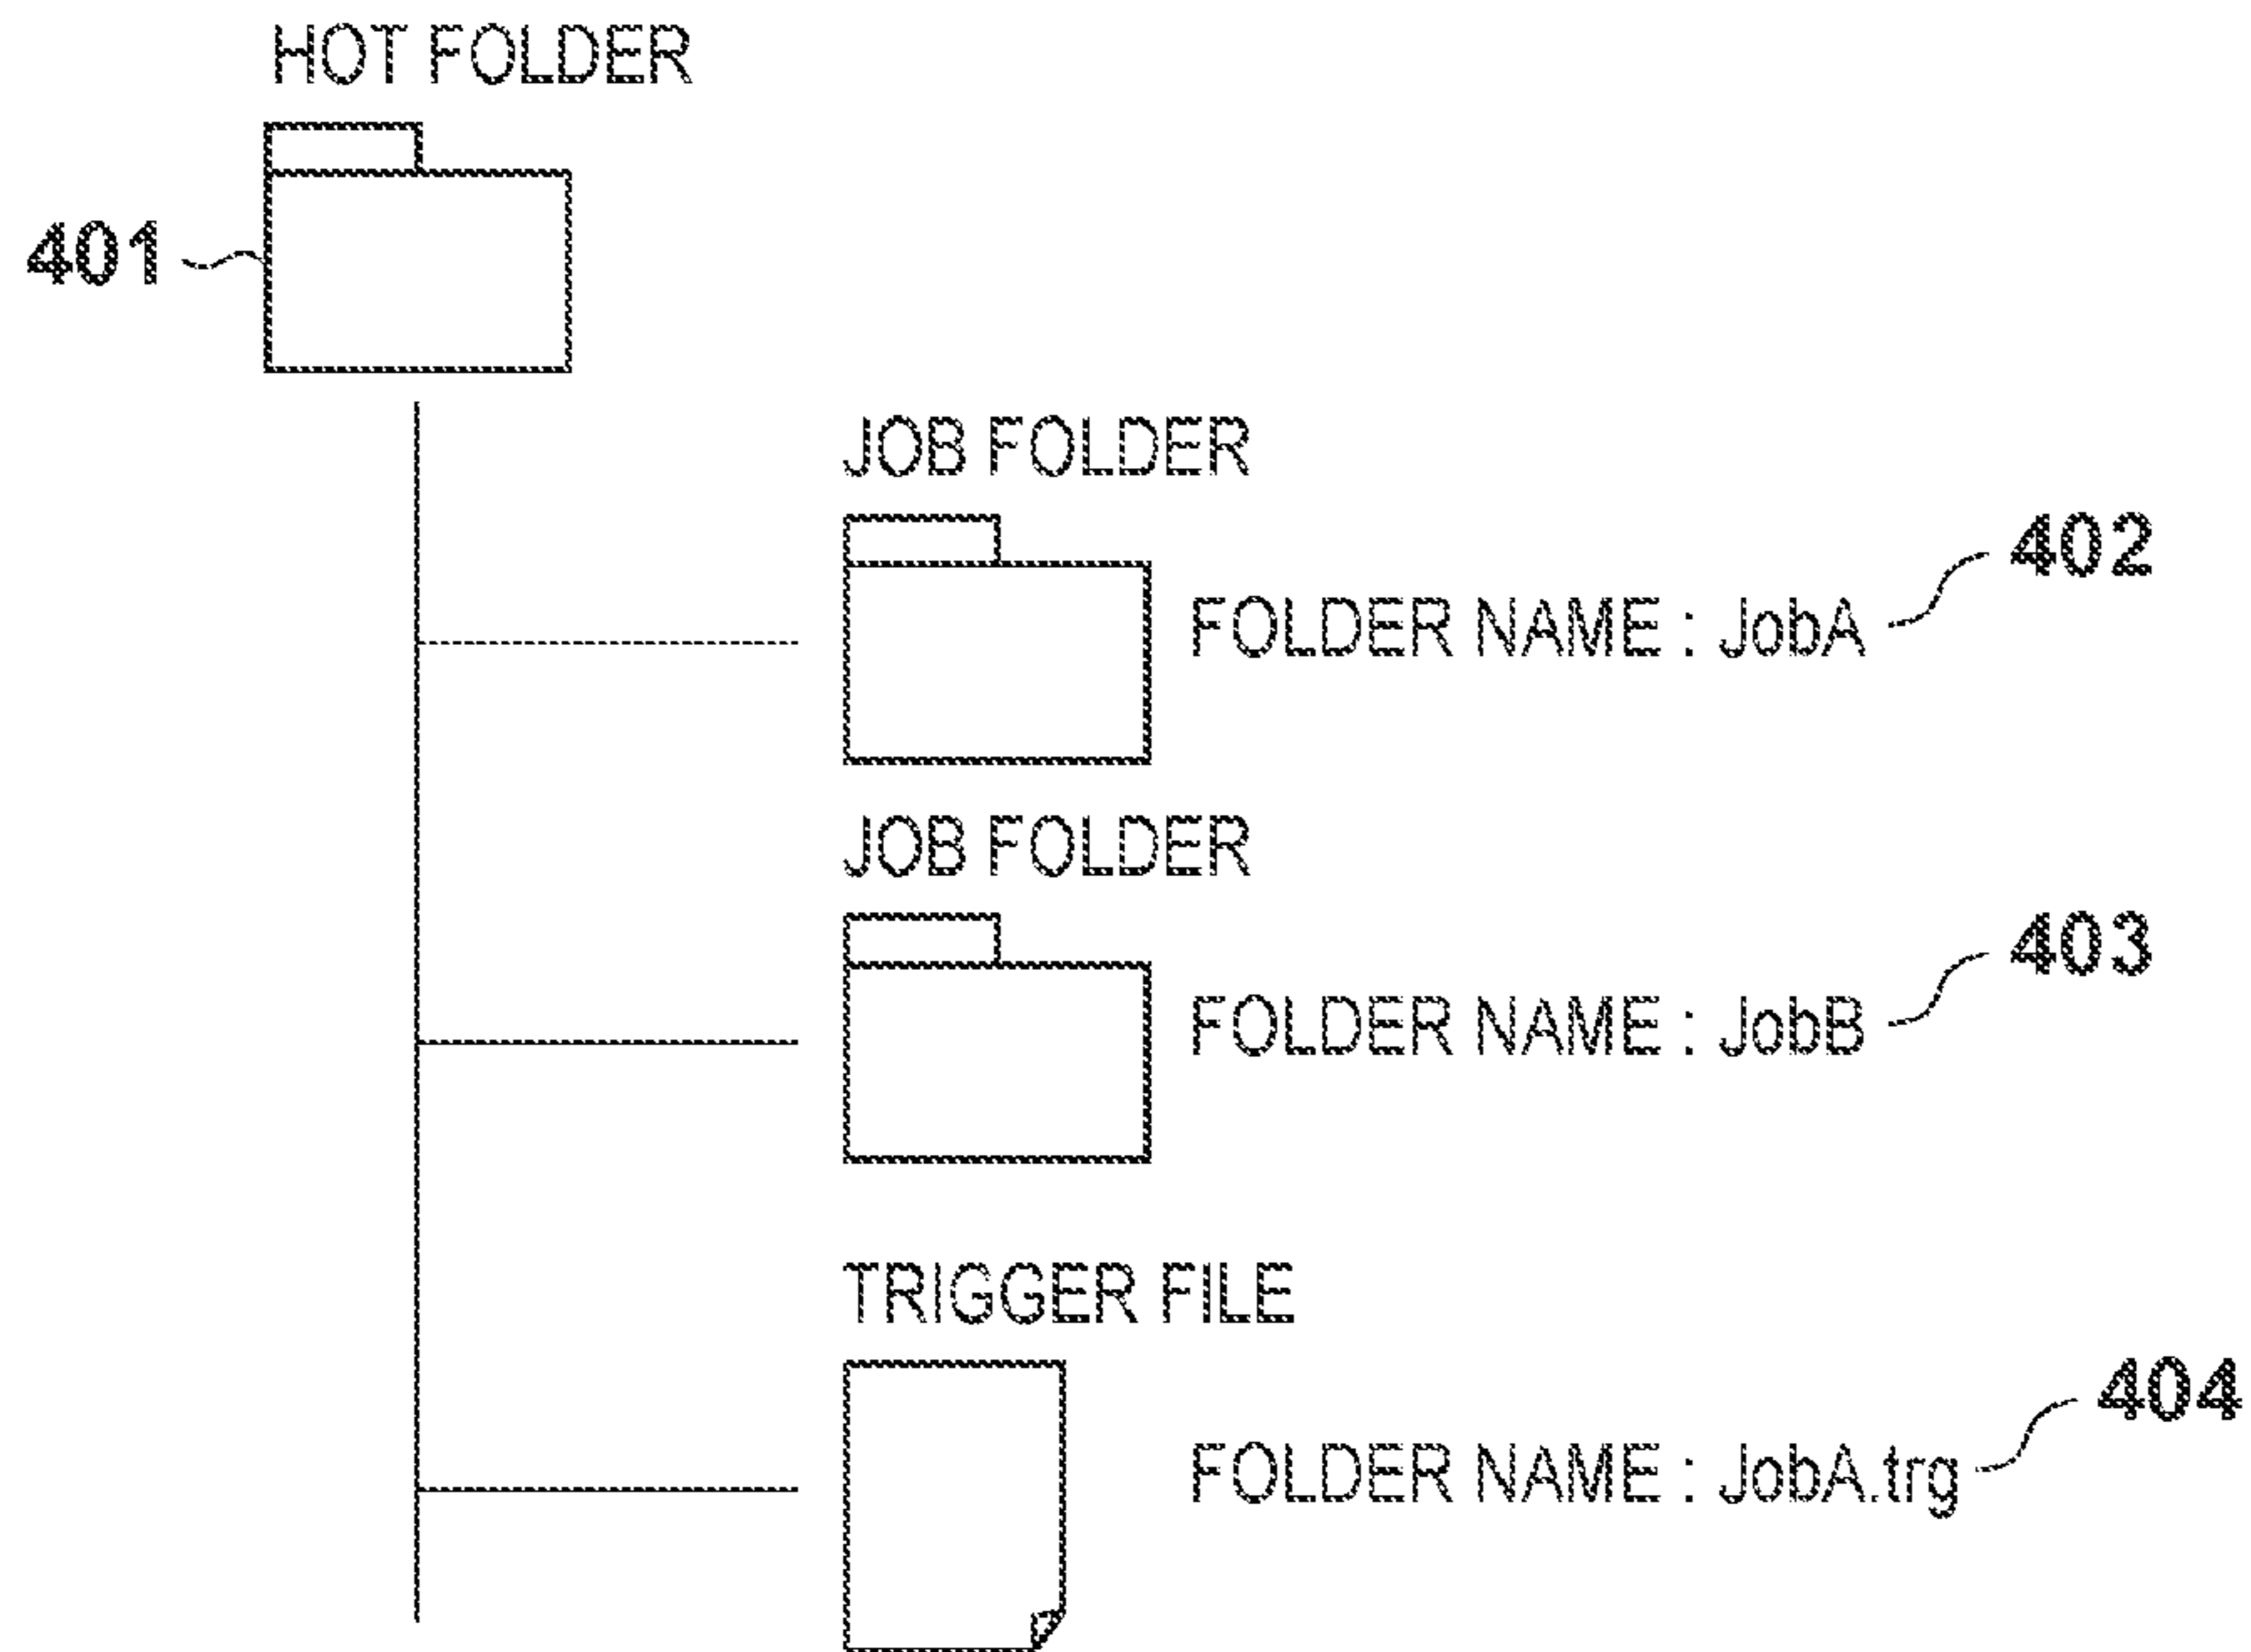 HOT FOLDER
401
JOB FOLDER
402
FOLDER NAME : JobA
JOB FOLDER
403
FOLDER NAME : JobB
TRIGGER FILE
404
FOLDER NAME : JobA.trg